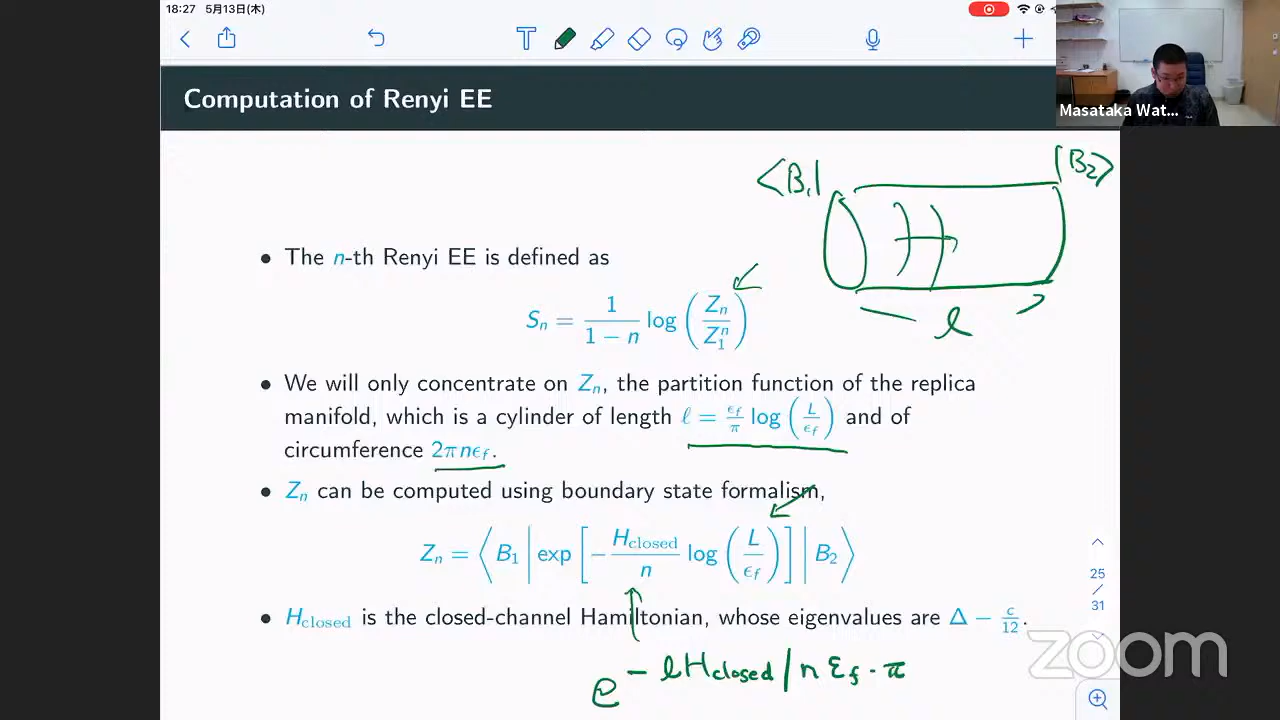 18:27 5月13日(木)
Computation of Renyi EE
Masataka Wat...
⟨B₁| |B₂⟩
ℓ
• The n-th Renyi EE is defined as
Sₙ = 1/(1 − n) log (Zₙ/Z₁ⁿ)
• We will only concentrate on Zₙ, the partition function of the replica
manifold, which is a cylinder of length ℓ = ϵ_f/π log (L/ϵ_f) and of
circumference 2πnϵ_f.
• Zₙ can be computed using boundary state formalism,
Zₙ = ⟨B₁| exp [− H_closed/n log (L/ϵ_f)] |B₂⟩
• H_closed is the closed-channel Hamiltonian, whose eigenvalues are Δ − c/12.
e^{− ℓH_closed / n ε_f · π}
25
/
31
zoom